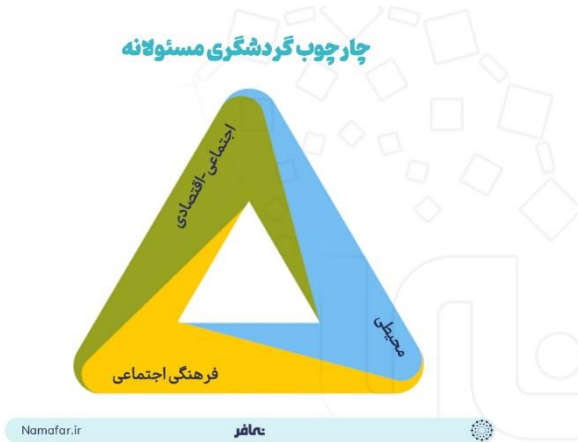 چارچوب گردشگری مسئولانه
اجتماعی-اقتصادی
محیطی
فرهنگی اجتماعی
Namafar.ir
نمافر